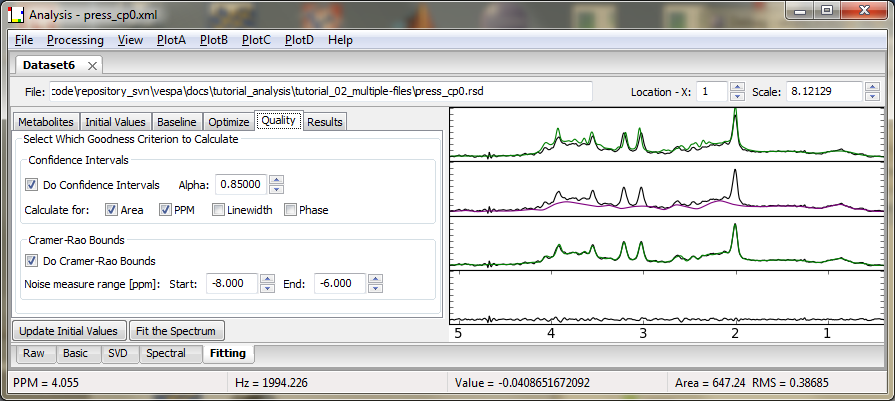 Analysis - press_cp0.xml
File Processing View PlotA PlotB PlotC PlotD Help
Dataset6
File: code\repository_svn\vespa\docs\tutorial_analysis\tutorial_02_multiple-files\press_cp0.rsd Location - X: 1 Scale: 8.12129
Metabolites Initial Values Baseline Optimize Quality Results
Select Which Goodness Criterion to Calculate
Confidence Intervals
Do Confidence Intervals Alpha: 0.85000
Calculate for: Area PPM Linewidth Phase
Cramer-Rao Bounds
Do Cramer-Rao Bounds
Noise measure range [ppm]: Start: -8.000 End: -6.000
Update Initial Values Fit the Spectrum
5 4 3 2 1
Raw Basic SVD Spectral Fitting
PPM = 4.055 Hz = 1994.226 Value = -0.0408651672092 Area = 647.24 RMS = 0.38685